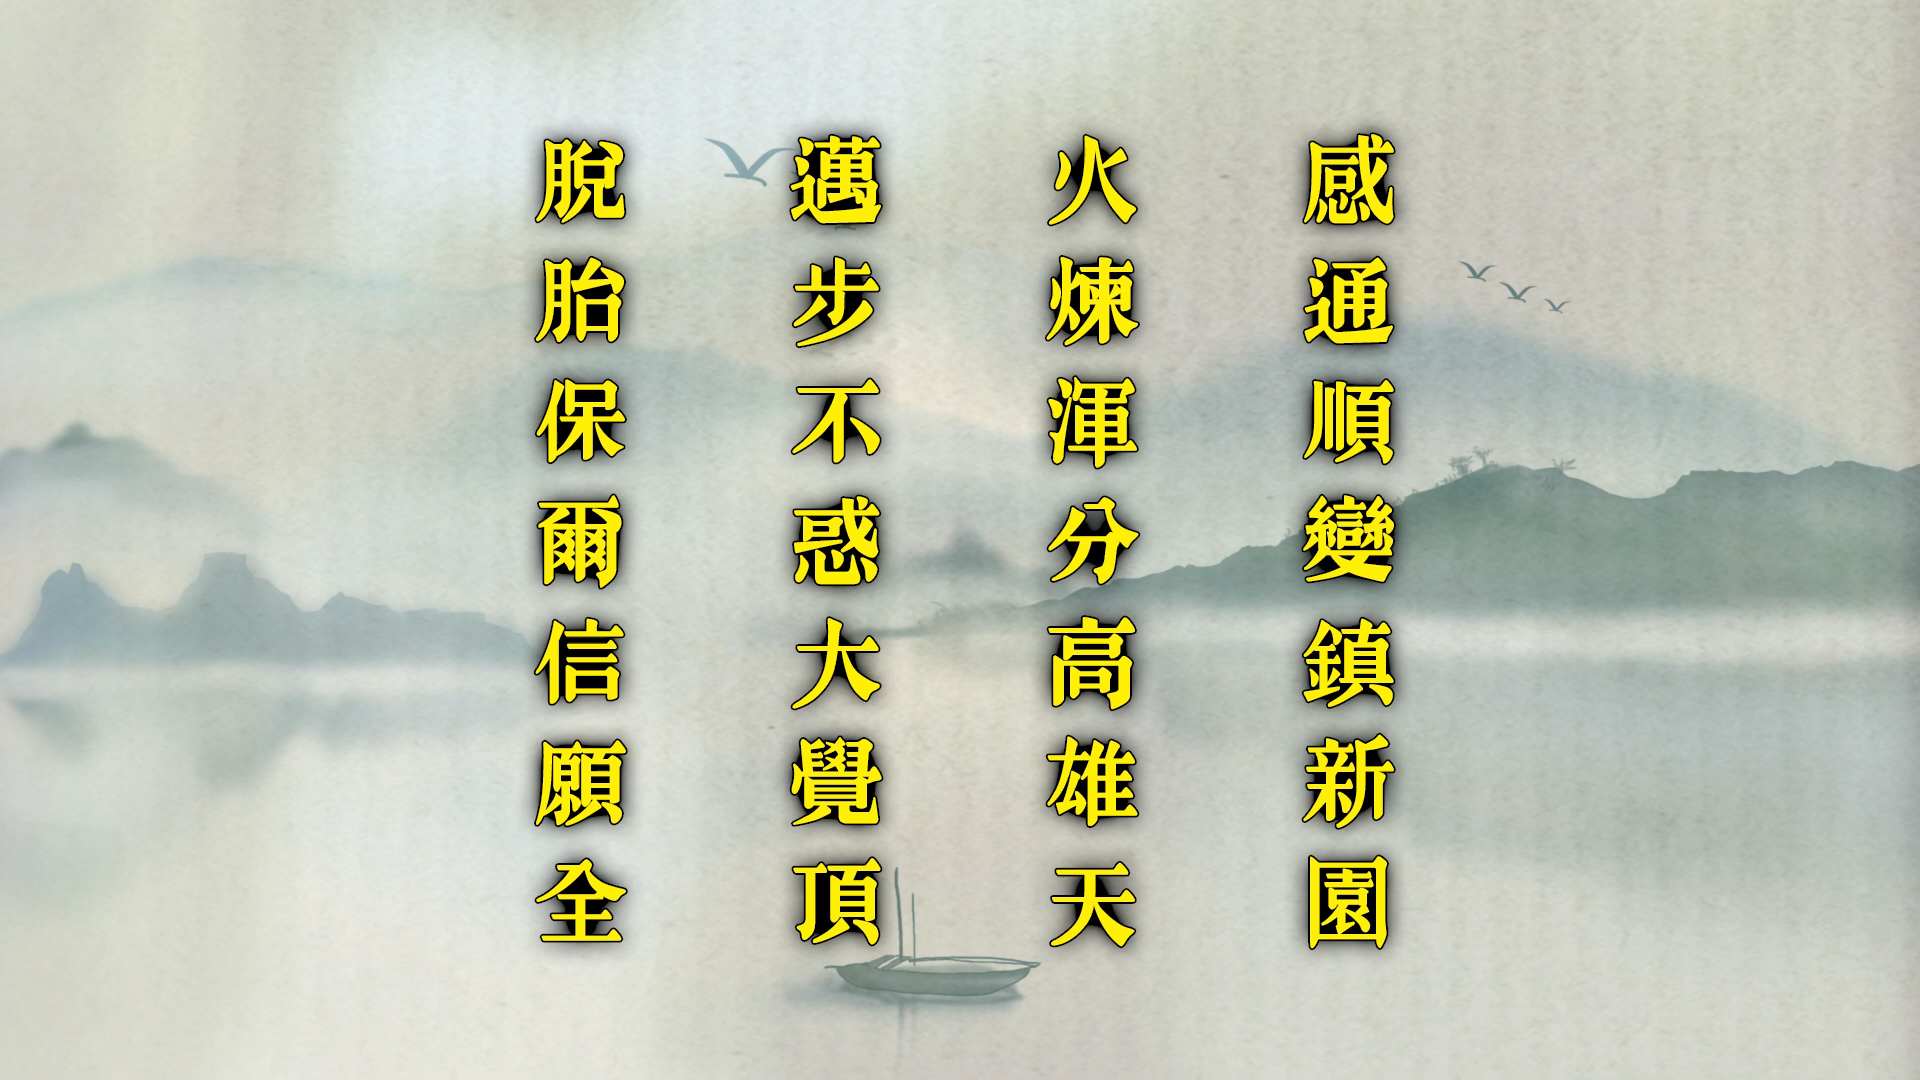 感通順變鎮新園
火煉渾分高雄天
邁步不惑大覺頂
脫胎保爾信願全